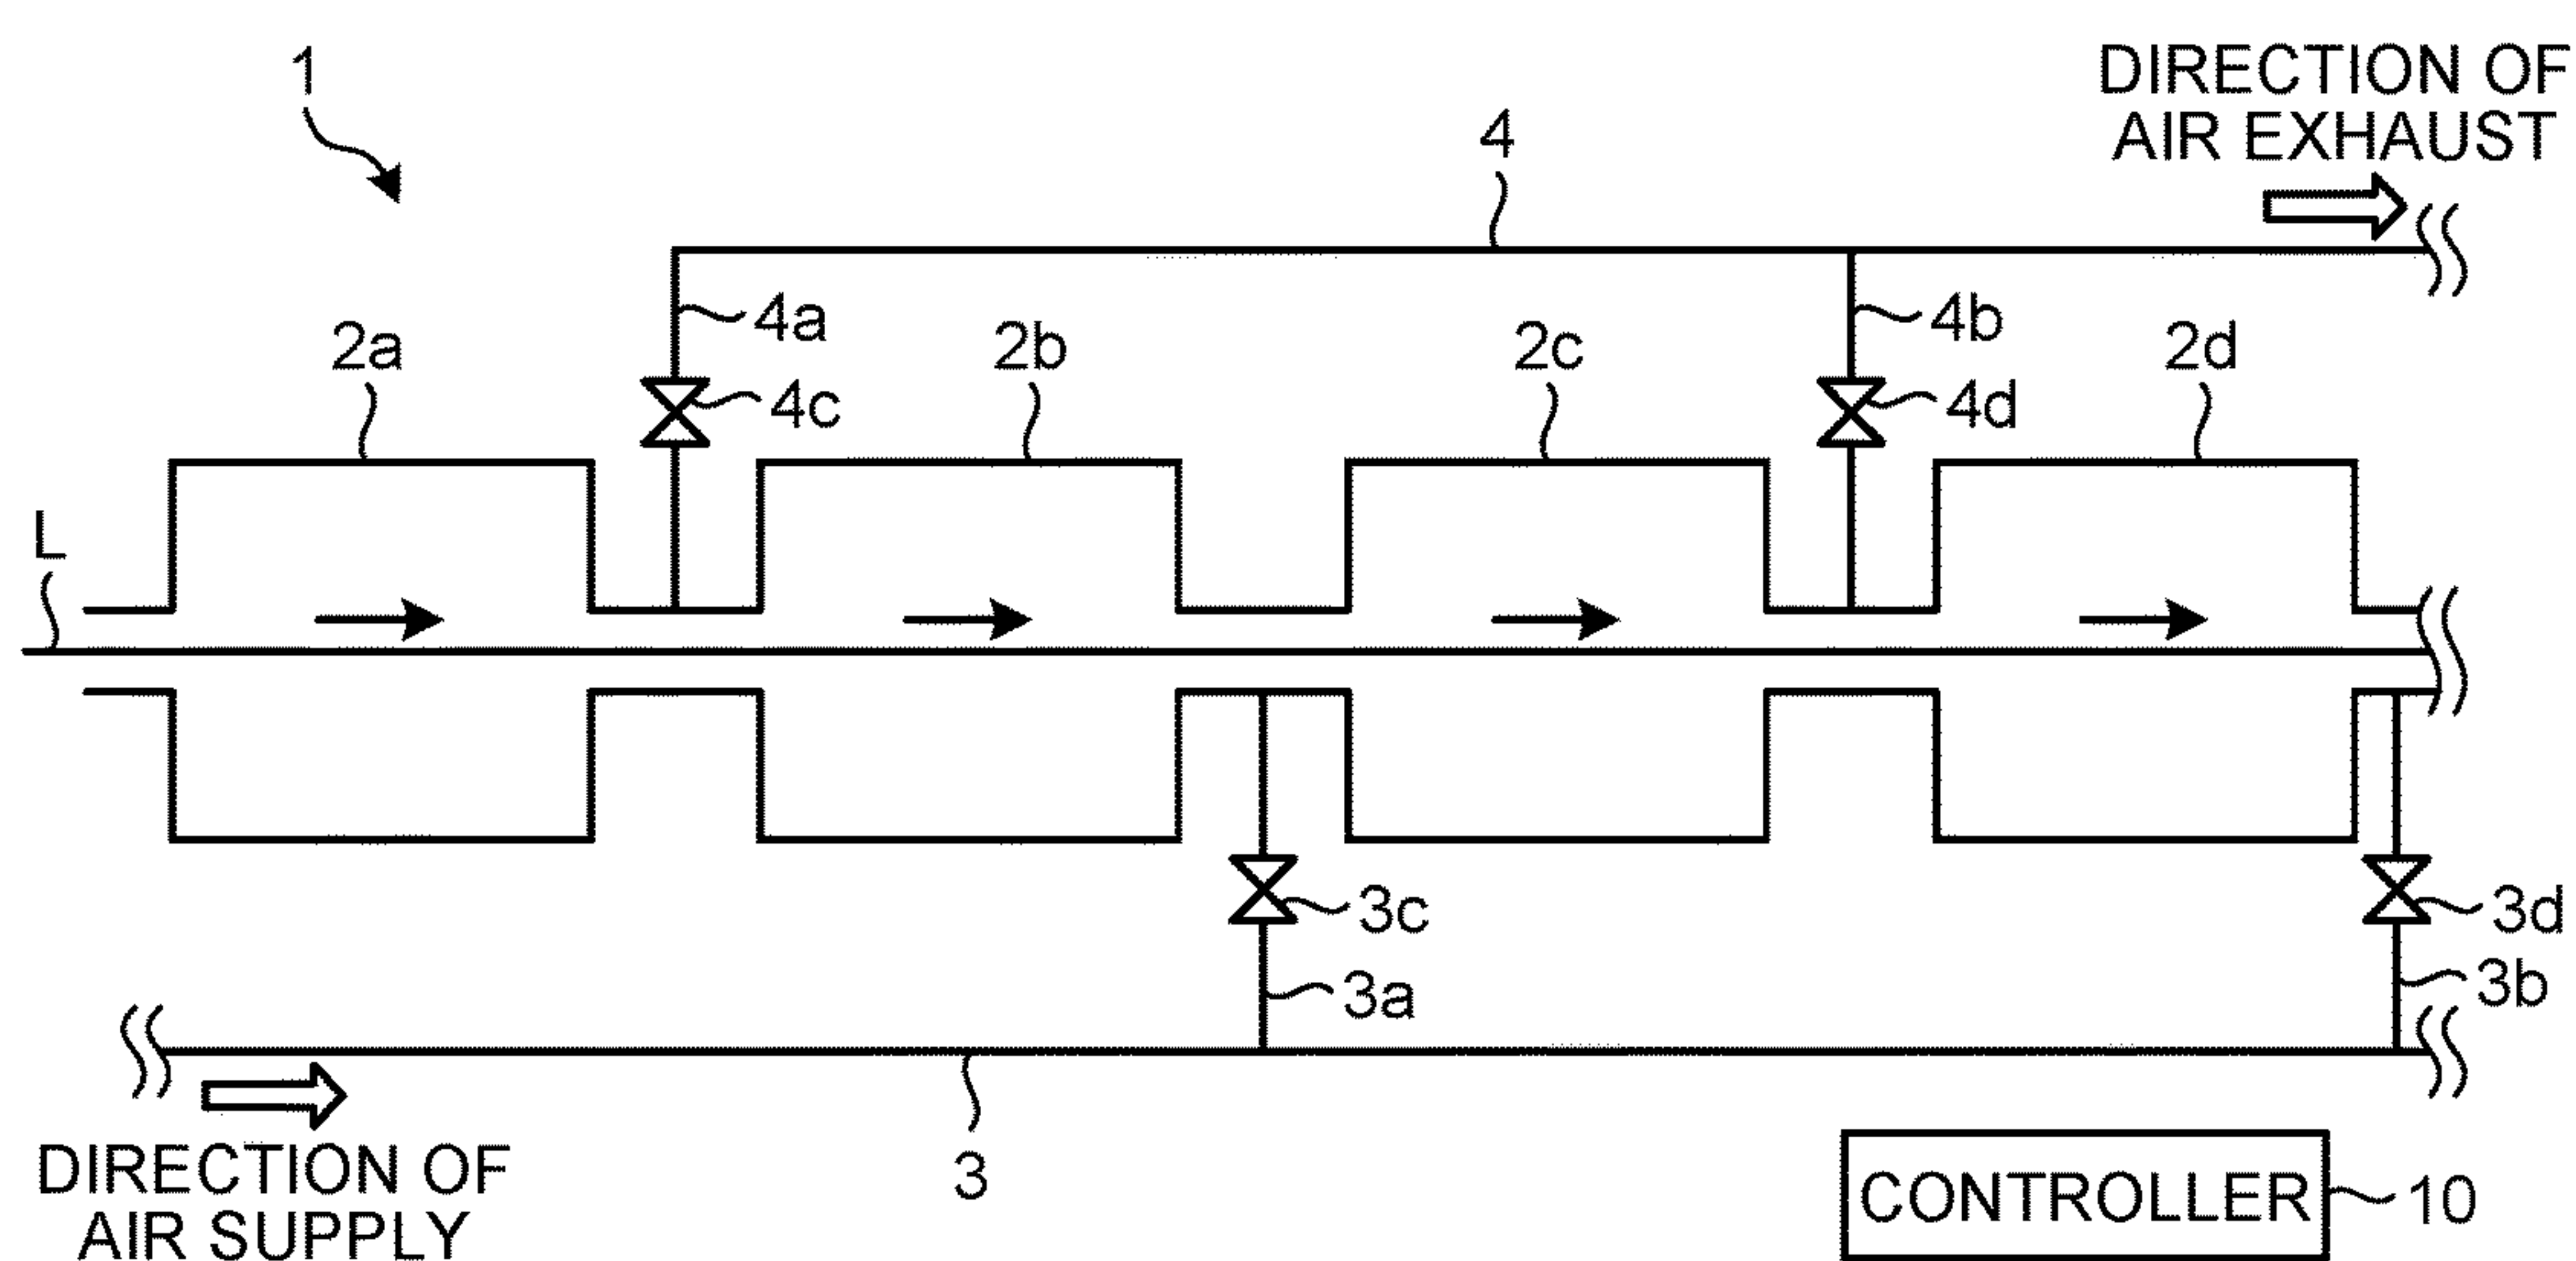 1
DIRECTION OF
AIR EXHAUST
4
4a
4b
2a
2b
2c
2d
4c
4d
L
3c
3d
3a
3b
3
DIRECTION OF
AIR SUPPLY
CONTROLLER
10